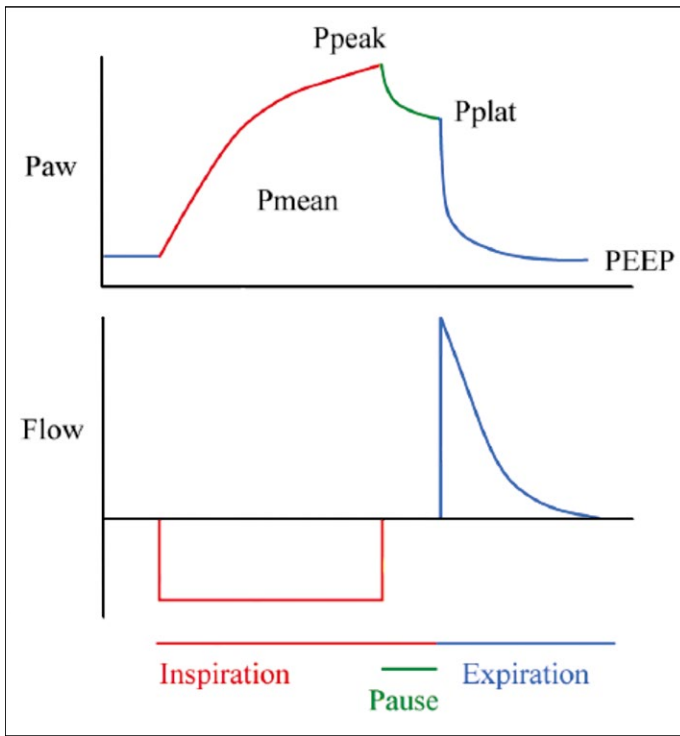 Ppeak
Pplat
Paw
Pmean
PEEP
Flow
Inspiration
Expiration
Pause